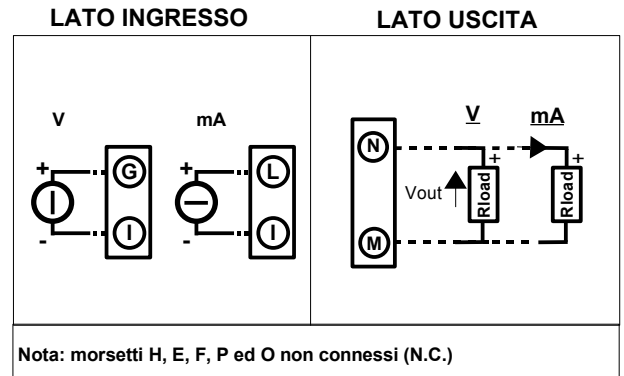 LATO INGRESSO
V
mA
+
G
-
I
+
L
-
I
LATO USCITA
V
mA
N
+
+
Vout
Rload
Rload
M
Nota: morsetti H, E, F, P ed O non connessi (N.C.)